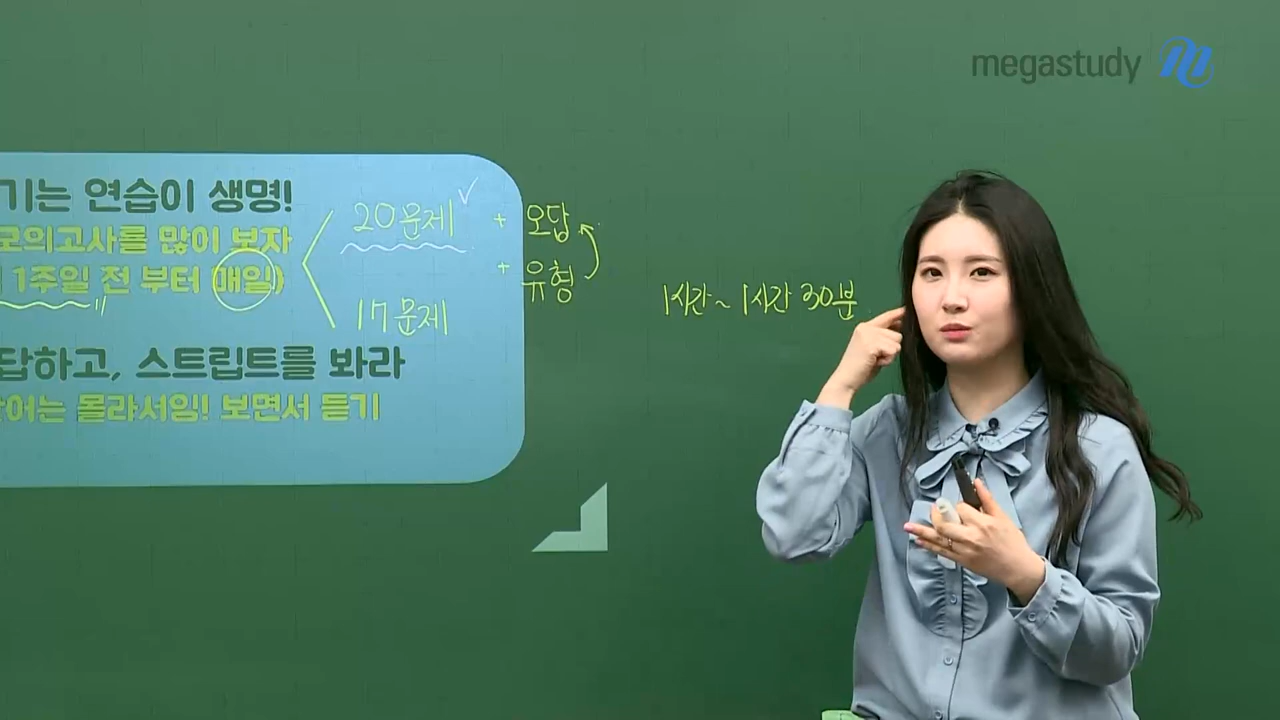 megastudy
기는 연습이 생명!
모의고사를 많이 보자
1주일 전 부터 매일)
20문제 + 오답
+ 유형
17문제
1시간~1시간 30분
답하고, 스트립트를 봐라
어는 몰라서임! 보면서 듣기